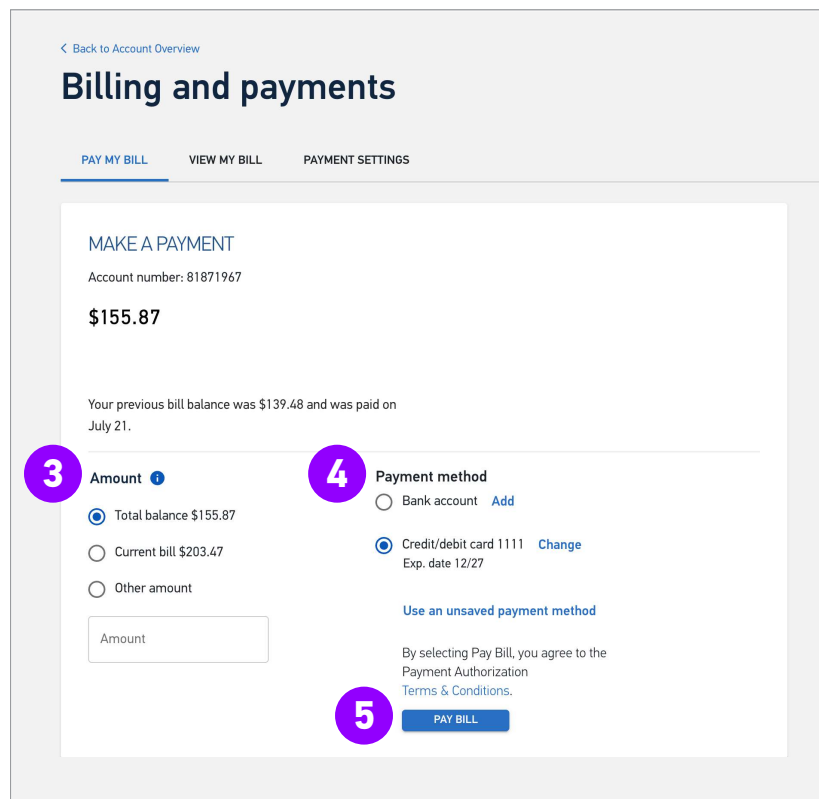 Back to Account Overview
Billing and payments
PAY MY BILL VIEW MY BILL PAYMENT SETTINGS
MAKE A PAYMENT
Account number: 81871967
$155.87
Your previous bill balance was $139.48 and was paid on
July 21.
3 Amount i
Total balance $155.87
Current bill $203.47
Other amount
Amount
4 Payment method
Bank account Add
Credit/debit card 1111 Change
Exp. date 12/27
Use an unsaved payment method
By selecting Pay Bill, you agree to the
Payment Authorization
Terms & Conditions.
5 PAY BILL